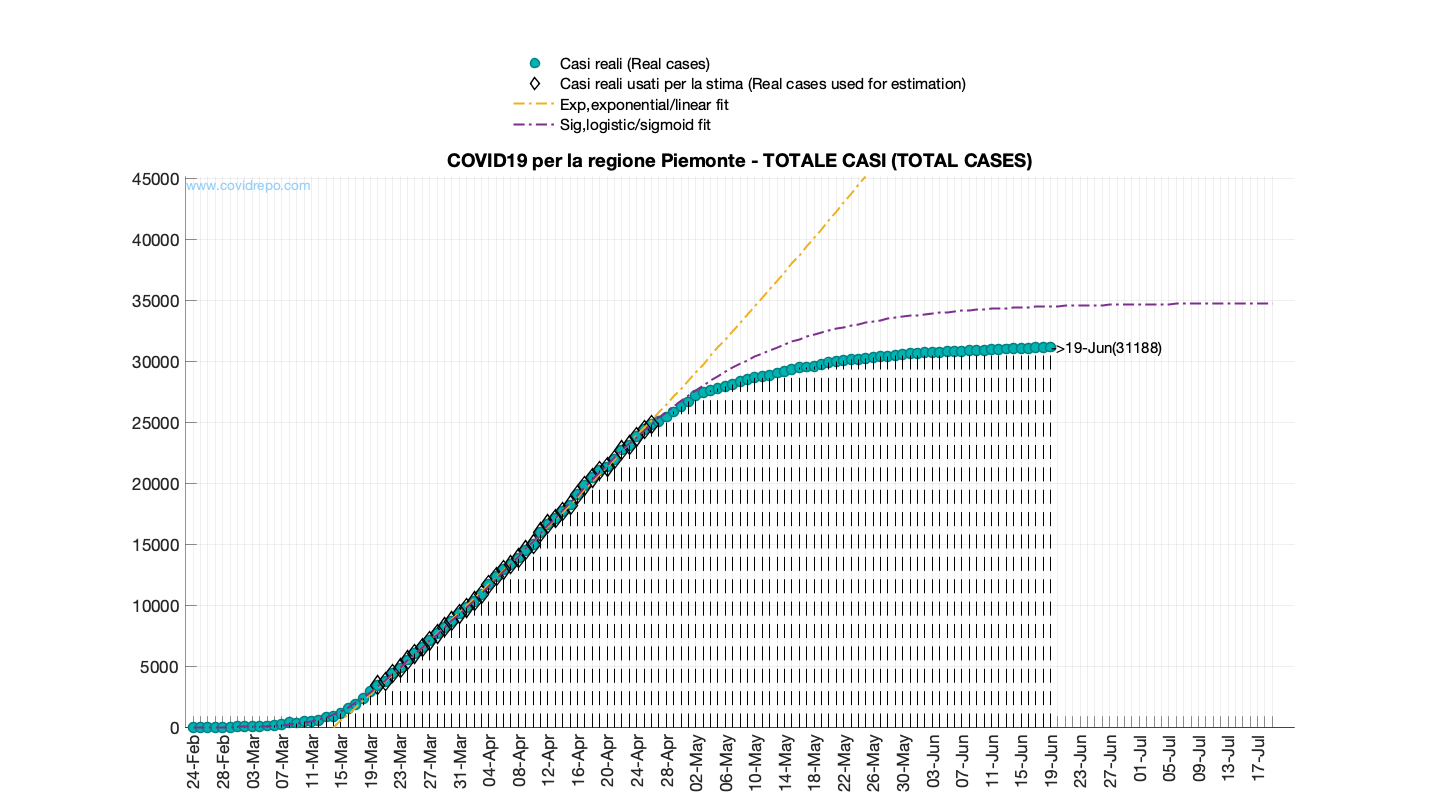 Casi reali (Real cases)
Casi reali usati per la stima (Real cases used for estimation)
Exp,exponential/linear fit
Sig,logistic/sigmoid fit
COVID19 per la regione Piemonte - TOTALE CASI (TOTAL CASES)
www.covidrepo.com
45000
40000
35000
30000
25000
20000
15000
10000
5000
0
->19-Jun(31188)
24-Feb
28-Feb
03-Mar
07-Mar
11-Mar
15-Mar
19-Mar
23-Mar
27-Mar
31-Mar
04-Apr
08-Apr
12-Apr
16-Apr
20-Apr
24-Apr
28-Apr
02-May
06-May
10-May
14-May
18-May
22-May
26-May
30-May
03-Jun
07-Jun
11-Jun
15-Jun
19-Jun
23-Jun
27-Jun
01-Jul
05-Jul
09-Jul
13-Jul
17-Jul